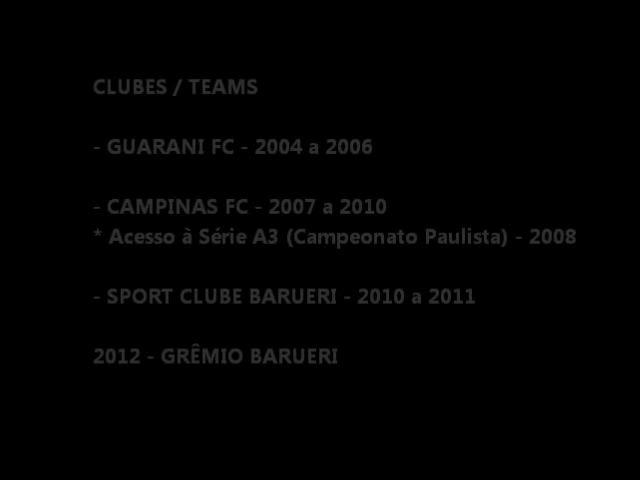 CLUBES / TEAMS
- GUARANI FC - 2004 a 2006
- CAMPINAS FC - 2007 a 2010
* Acesso à Série A3 (Campeonato Paulista) - 2008
- SPORT CLUBE BARUERI - 2010 a 2011
2012 - GRÊMIO BARUERI